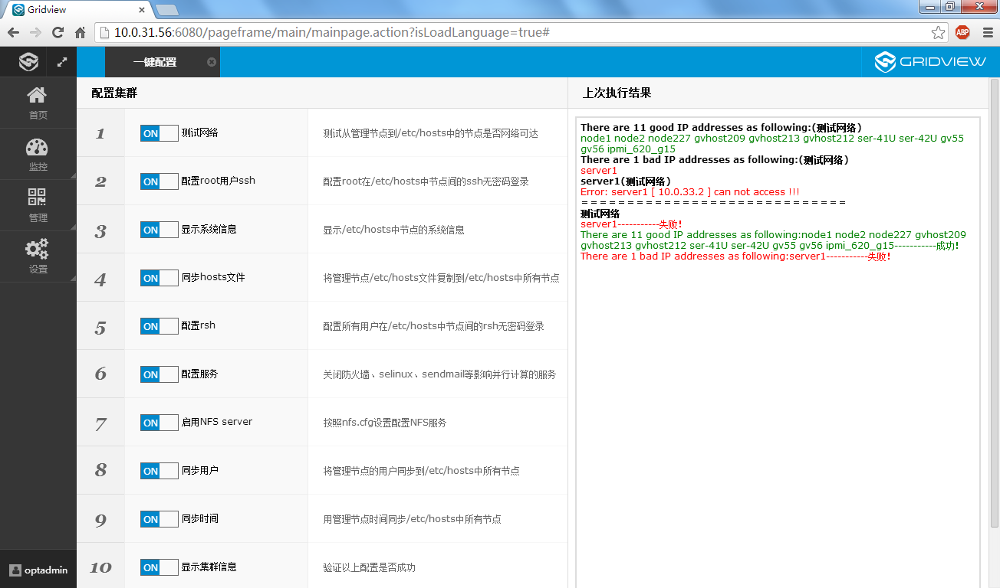 Gridview
10.0.31.56:6080/pageframe/main/mainpage.action?isLoadLanguage=true#
ABP
一键配置
GRIDVIEW
首页
监控
管理
设置
optadmin
配置集群
1 ON 测试网络 测试从管理节点到/etc/hosts中的节点是否网络可达
2 ON 配置root用户ssh 配置root在/etc/hosts中节点间的ssh无密码登录
3 ON 显示系统信息 显示/etc/hosts中节点的系统信息
4 ON 同步hosts文件 将管理节点/etc/hosts文件复制到/etc/hosts中所有节点
5 ON 配置rsh 配置所有用户在/etc/hosts中节点间的rsh无密码登录
6 ON 配置服务 关闭防火墙、selinux、sendmail等影响并行计算的服务
7 ON 启用NFS server 按照nfs.cfg设置配置NFS服务
8 ON 同步用户 将管理节点的用户同步到/etc/hosts中所有节点
9 ON 同步时间 用管理节点时间同步/etc/hosts中所有节点
10 ON 显示集群信息 验证以上配置是否成功
上次执行结果
There are 11 good IP addresses as following:(测试网络)
node1 node2 node227 gvhost209 gvhost213 gvhost212 ser-41U ser-42U gv55
gv56 ipmi_620_g15
There are 1 bad IP addresses as following:(测试网络)
server1
server1(测试网络)
Error: server1 [ 10.0.33.2 ] can not access !!!
= = = = = = = = = = = = = = = = = = = = = = = = = = = = =
测试网络
server1-----------失败!
There are 11 good IP addresses as following:node1 node2 node227 gvhost209
gvhost213 gvhost212 ser-41U ser-42U gv55 gv56 ipmi_620_g15-----------成功!
There are 1 bad IP addresses as following:server1-----------失败!